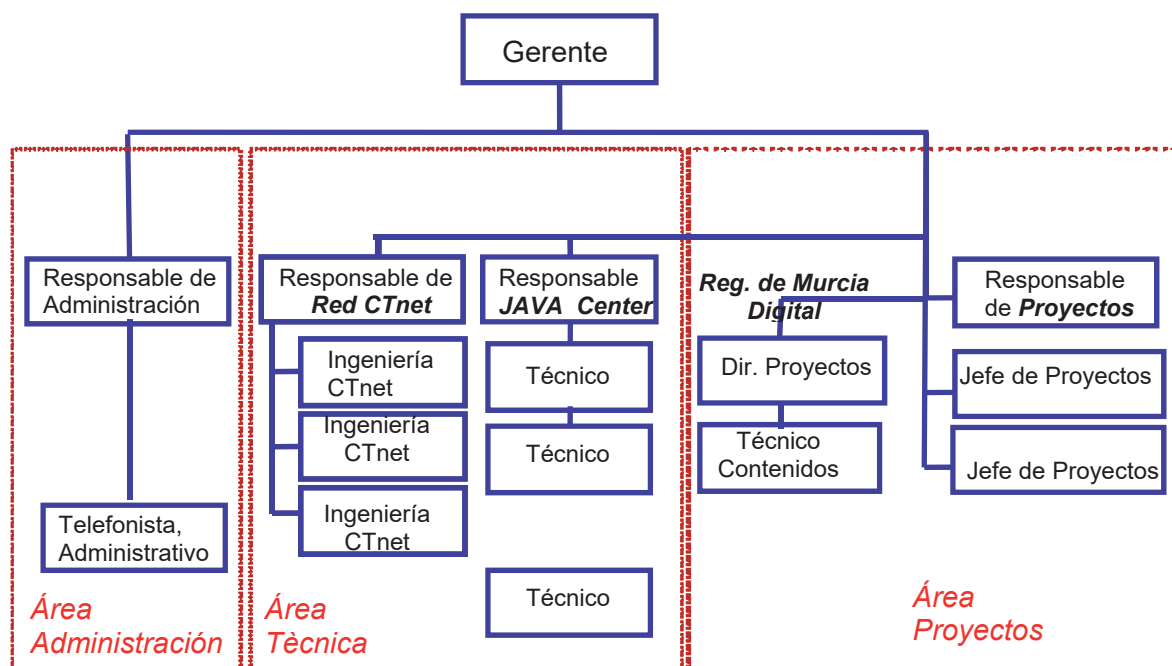 Gerente
Responsable de
Administración
Telefonista,
Administrativo
Área
Administración
Responsable de
Red CTnet
Ingeniería
CTnet
Ingeniería
CTnet
Ingeniería
CTnet
Responsable
JAVA Center
Técnico
Técnico
Técnico
Área
Tècnica
Reg. de Murcia
Digital
Dir. Proyectos
Técnico
Contenidos
Responsable
de Proyectos
Jefe de Proyectos
Jefe de Proyectos
Área
Proyectos